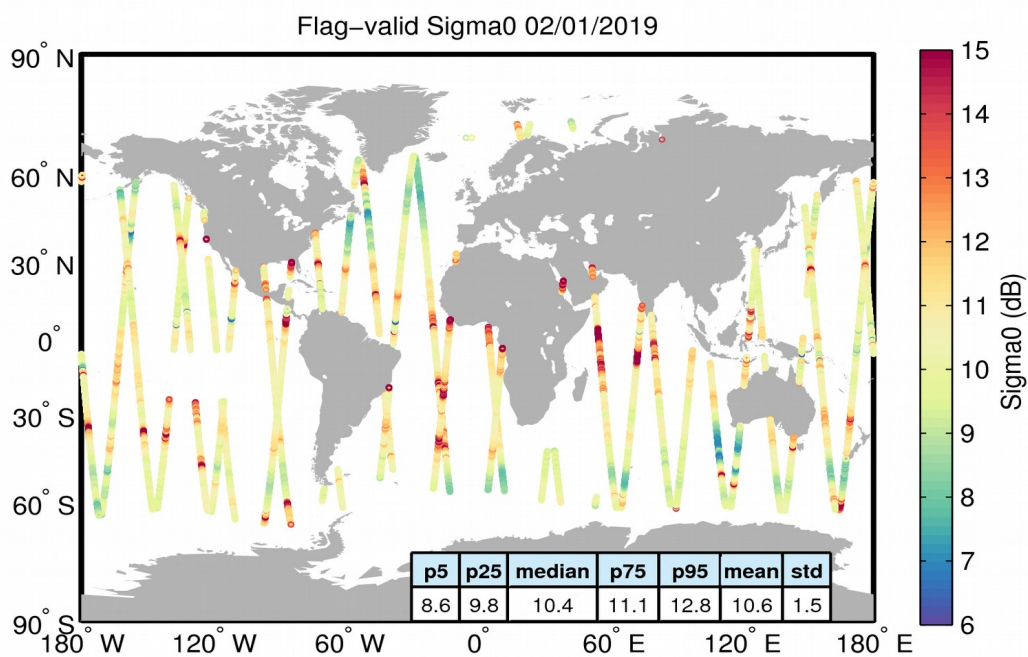 Flag-valid Sigma0 02/01/2019
90° N
60° N
30° N
0°
30° S
60° S
90° S
180° W
120° W
60° W
0°
60° E
120° E
180° E
p5 p25 median p75 p95 mean std
8.6 9.8 10.4 11.1 12.8 10.6 1.5
15
14
13
12
11
10
9
8
7
6
Sigma0 (dB)